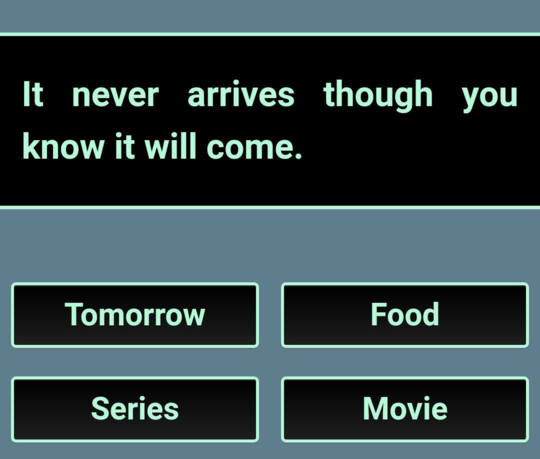 It never arrives though you
know it will come.
Tomorrow
Food
Series
Movie